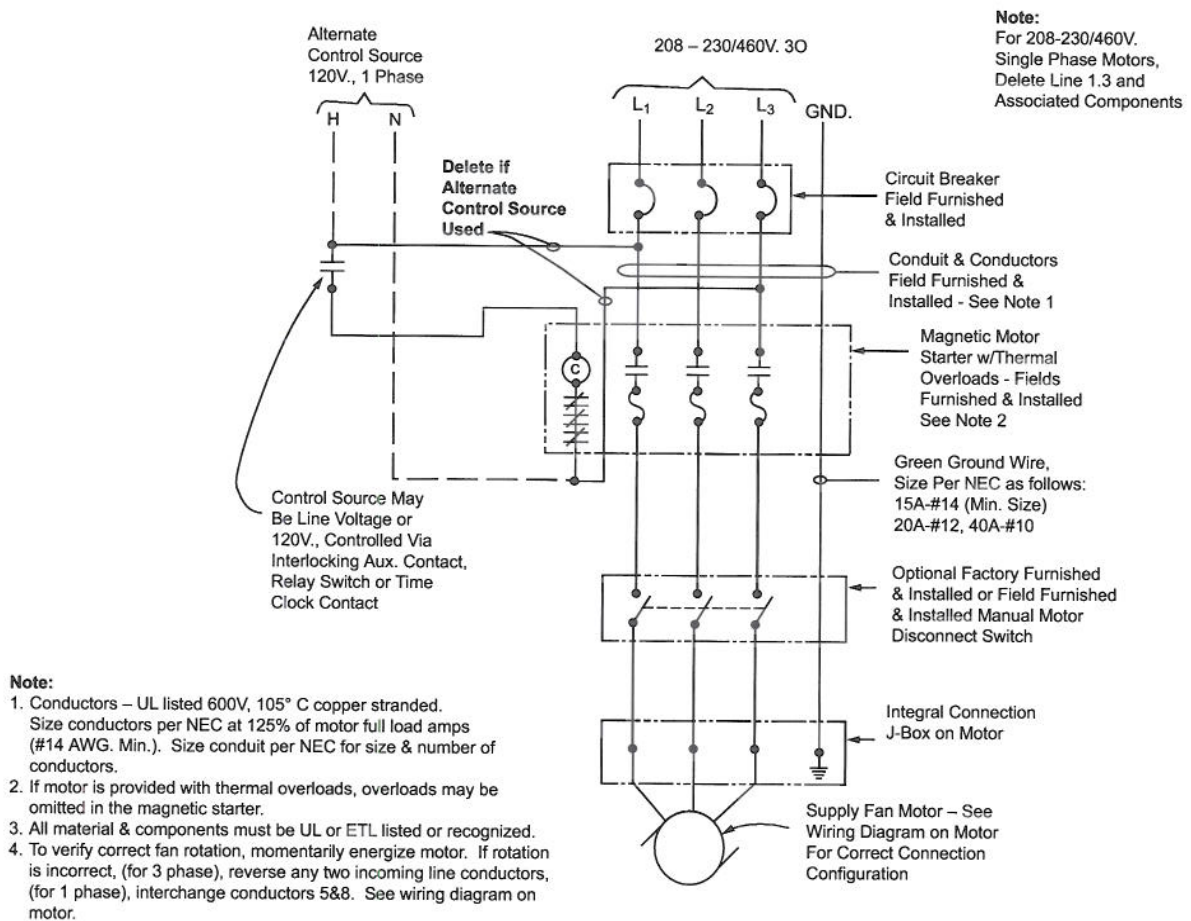 Alternate
Control Source
120V., 1 Phase
H
N
208 – 230/460V. 3O
L1
L2
L3
GND.
Note:
For 208-230/460V.
Single Phase Motors,
Delete Line 1.3 and
Associated Components
Delete if
Alternate
Control Source
Used
Circuit Breaker
Field Furnished
& Installed
Conduit & Conductors
Field Furnished &
Installed - See Note 1
C
Magnetic Motor
Starter w/Thermal
Overloads - Fields
Furnished & Installed
See Note 2
Green Ground Wire,
Size Per NEC as follows:
15A-#14 (Min. Size)
20A-#12, 40A-#10
Control Source May
Be Line Voltage or
120V., Controlled Via
Interlocking Aux. Contact,
Relay Switch or Time
Clock Contact
Optional Factory Furnished
& Installed or Field Furnished
& Installed Manual Motor
Disconnect Switch
Integral Connection
J-Box on Motor
Supply Fan Motor – See
Wiring Diagram on Motor
For Correct Connection
Configuration
Note:
1. Conductors – UL listed 600V, 105° C copper stranded.
Size conductors per NEC at 125% of motor full load amps
(#14 AWG. Min.). Size conduit per NEC for size & number of
conductors.
2. If motor is provided with thermal overloads, overloads may be
omitted in the magnetic starter.
3. All material & components must be UL or ETL listed or recognized.
4. To verify correct fan rotation, momentarily energize motor. If rotation
is incorrect, (for 3 phase), reverse any two incoming line conductors,
(for 1 phase), interchange conductors 5&8. See wiring diagram on
motor.